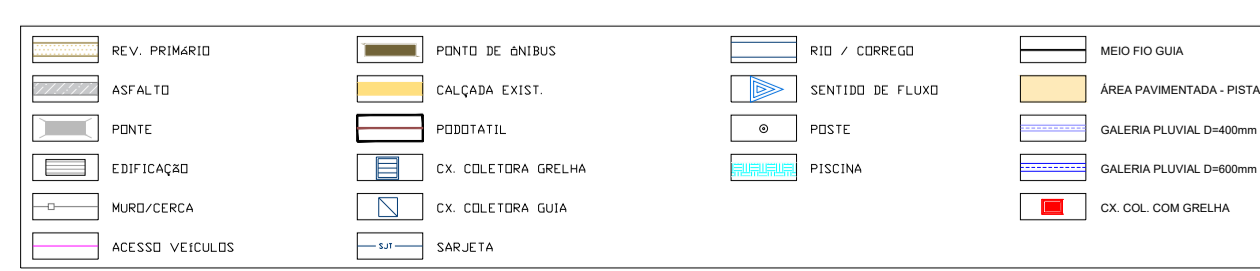 REV. PRIMÁRIO
ASFALTO
PONTE
EDIFICAÇÃO
MURO/CERCA
ACESSO VEÍCULOS
PONTO DE ÔNIBUS
CALÇADA EXIST.
PODOTATIL
CX. COLETORA GRELHA
CX. COLETORA GUIA
SJT
SARJETA
RIO / CORREGO
SENTIDO DE FLUXO
POSTE
PISCINA
MEIO FIO GUIA
ÁREA PAVIMENTADA - PISTA
GALERIA PLUVIAL D=400mm
GALERIA PLUVIAL D=600mm
CX. COL. COM GRELHA